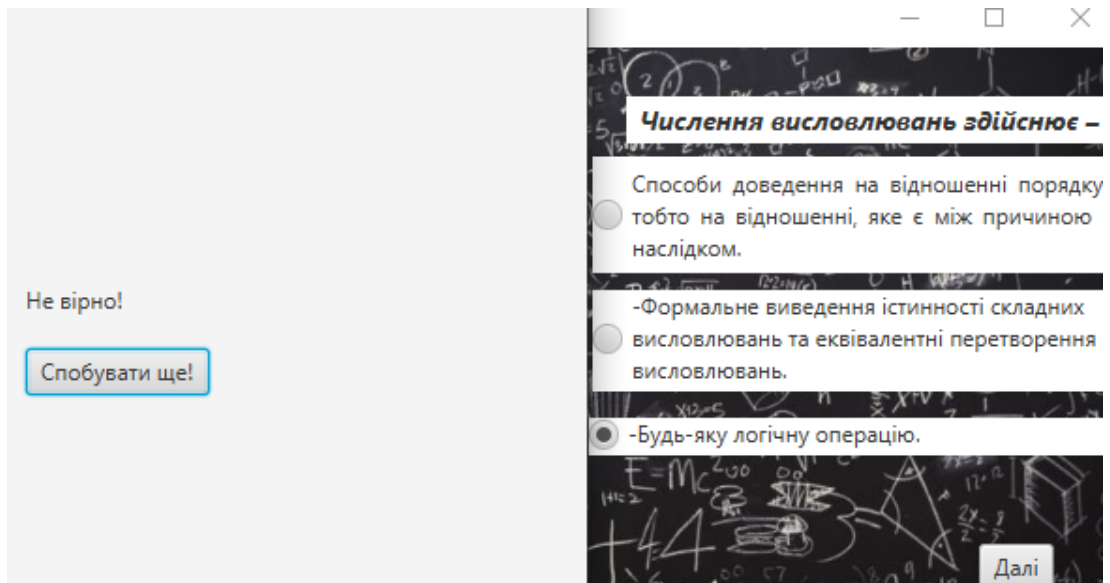 Не вірно!
Спобувати ще!
Числення висловлювань здійснює –
Способи доведення на відношенні порядку
тобто на відношенні, яке є між причиною
наслідком.
-Формальне виведення істинності складних
висловлювань та еквівалентні перетворення
висловлювань.
-Будь-яку логічну операцію.
E=Mc²
Далі